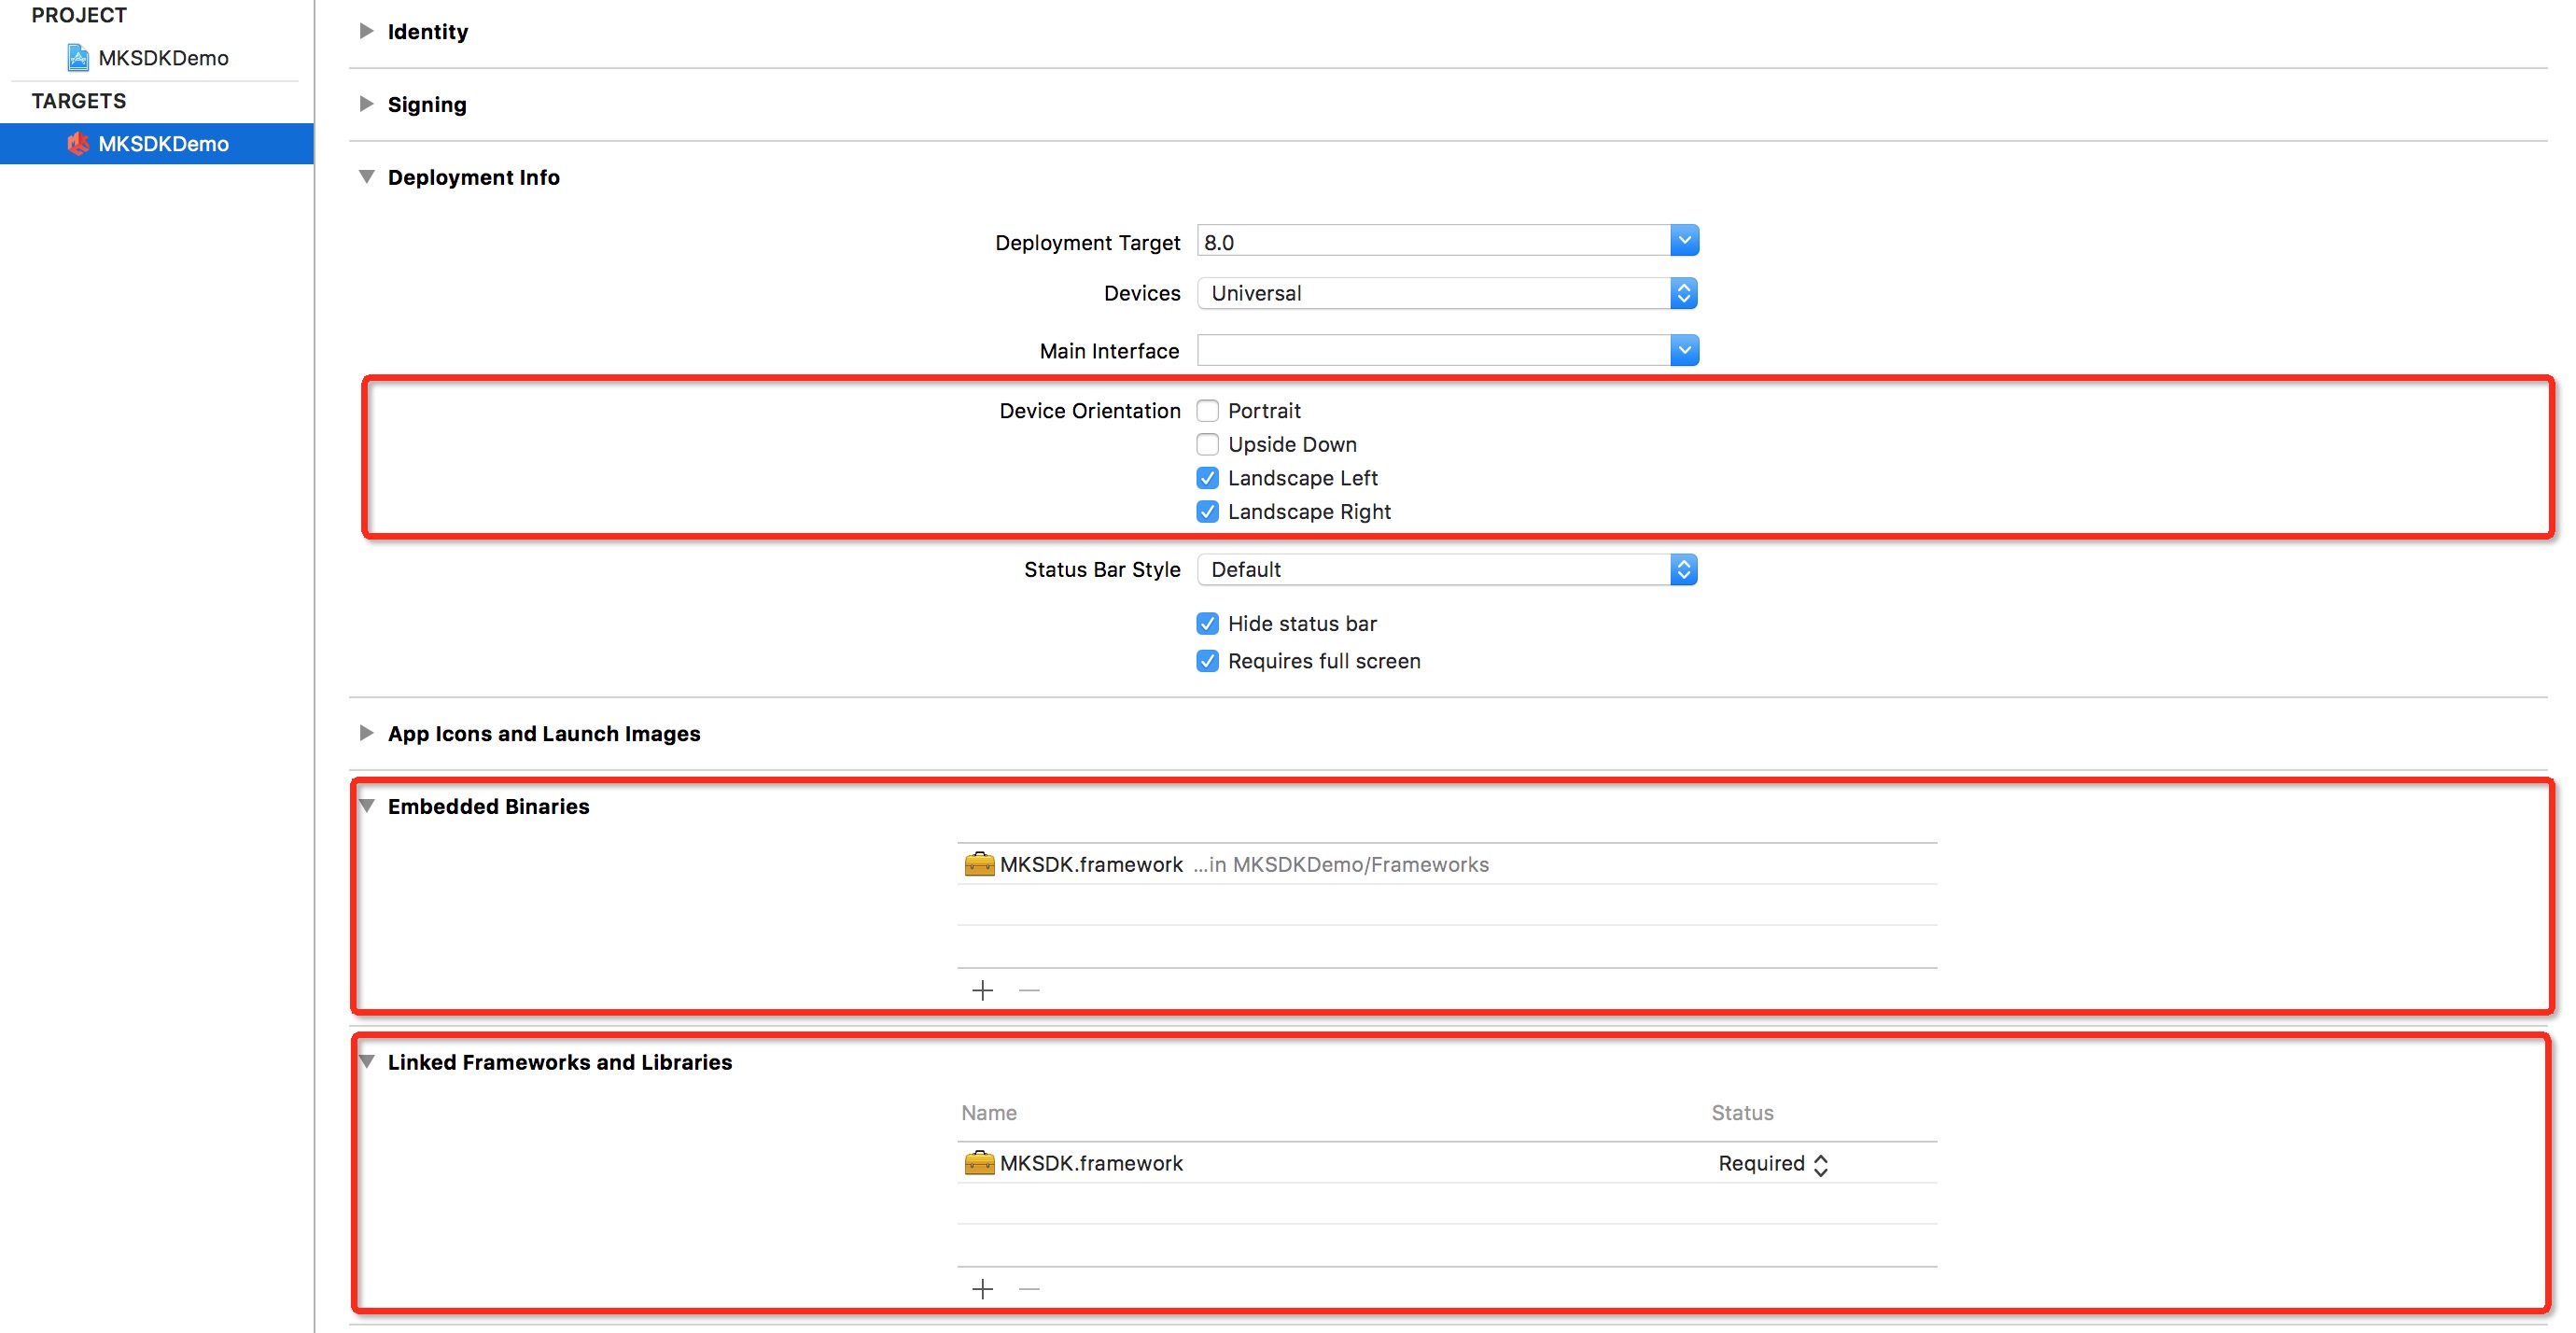 PROJECT
MKSDKDemo
TARGETS
MKSDKDemo
Identity
Signing
Deployment Info
Deployment Target 8.0
Devices Universal
Main Interface
Device Orientation Portrait
Upside Down
Landscape Left
Landscape Right
Status Bar Style Default
Hide status bar
Requires full screen
App Icons and Launch Images
Embedded Binaries
MKSDK.framework ...in MKSDKDemo/Frameworks
Linked Frameworks and Libraries
Name Status
MKSDK.framework Required